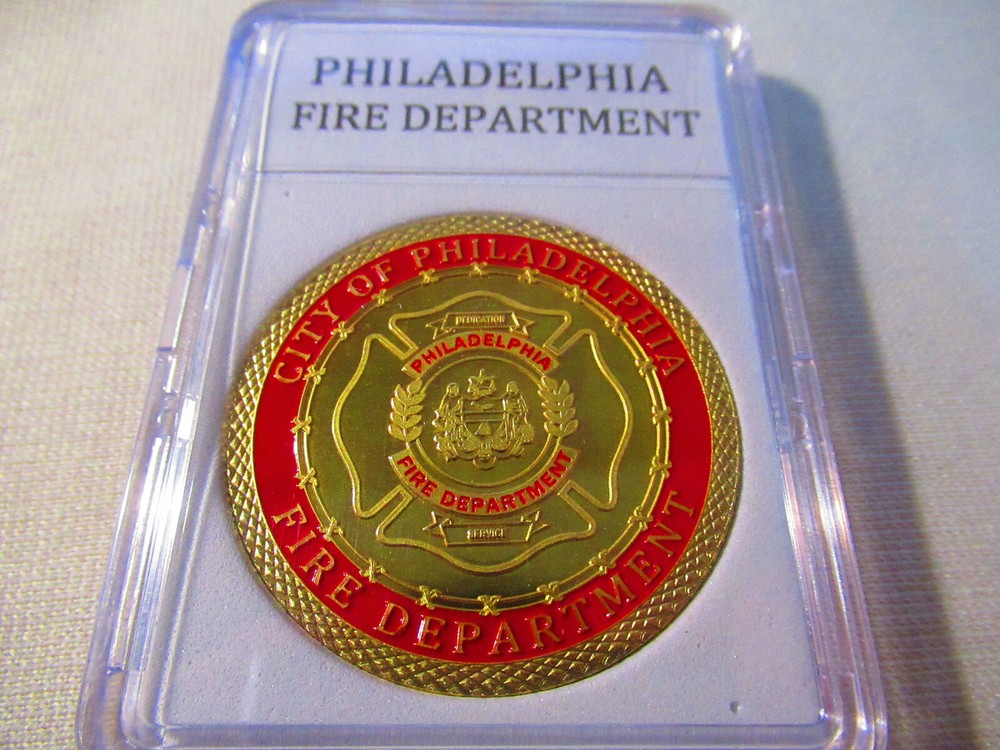 PHILADELPHIA
FIRE DEPARTMENT
CITY OF PHILADELPHIA
DEDICATION
PHILADELPHIA
FIRE DEPARTMENT
SERVICE
FIRE DEPARTMENT